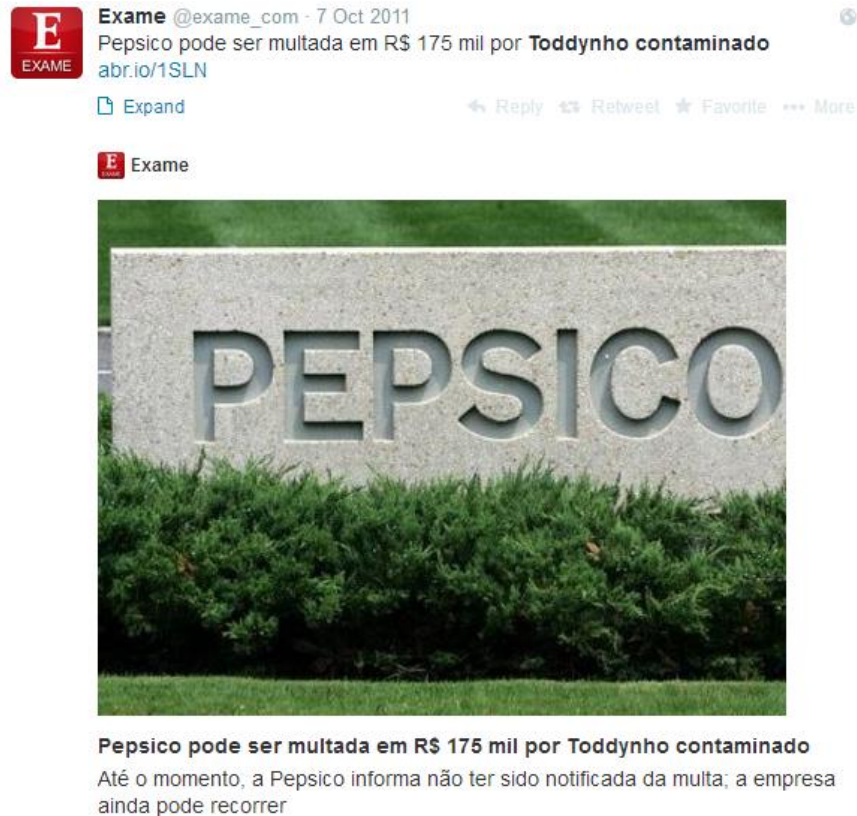 Exame @exame_com · 7 Oct 2011
Pepsico pode ser multada em R$ 175 mil por Toddynho contaminado
abr.io/1SLN
E
EXAME
Expand
Reply Retweet Favorite More
E
EXAME
Exame
PEPSICO
Pepsico pode ser multada em R$ 175 mil por Toddynho contaminado
Até o momento, a Pepsico informa não ter sido notificada da multa; a empresa
ainda pode recorrer